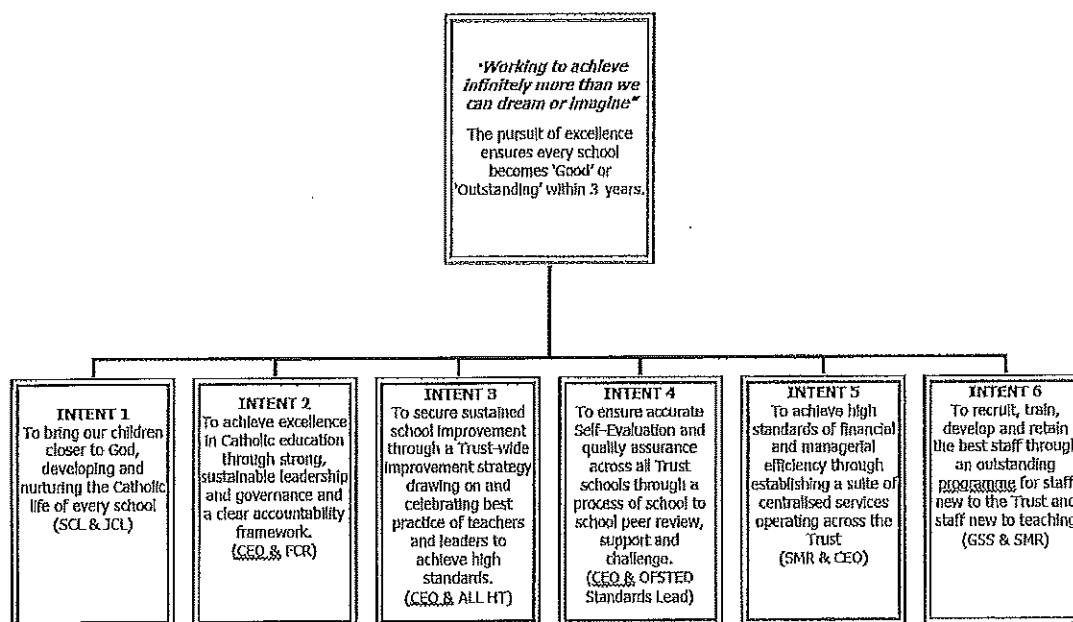 "Working to achieve
infinitely more than we
can dream or imagine"
The pursuit of excellence
ensures every school
becomes 'Good' or
'Outstanding' within 3 years.
INTENT 1
To bring our children
closer to God,
developing and
nurturing the Catholic
life of every school
(SCL & JCL)
INTENT 2
To achieve excellence
in Catholic education
through strong,
sustainable leadership
and governance and
a clear accountability
framework.
(CEO & FCR)
INTENT 3
To secure sustained
school improvement
through a Trust-wide
improvement strategy
drawing on and
celebrating best
practice of teachers
and leaders to
achieve high
standards.
(CEO & ALL HT)
INTENT 4
To ensure accurate
Self-Evaluation and
quality assurance
across all Trust
schools through a
process of school to
school peer review,
support and
challenge.
(CEO & OFSTED
Standards Lead)
INTENT 5
To achieve high
standards of financial
and managerial
efficiency through
establishing a suite of
centralised services
operating across the
Trust
(SMR & CEO)
INTENT 6
To recruit, train,
develop and retain
the best staff through
an outstanding
programme for staff
new to the Trust and
staff new to teaching
(GSS & SMR)